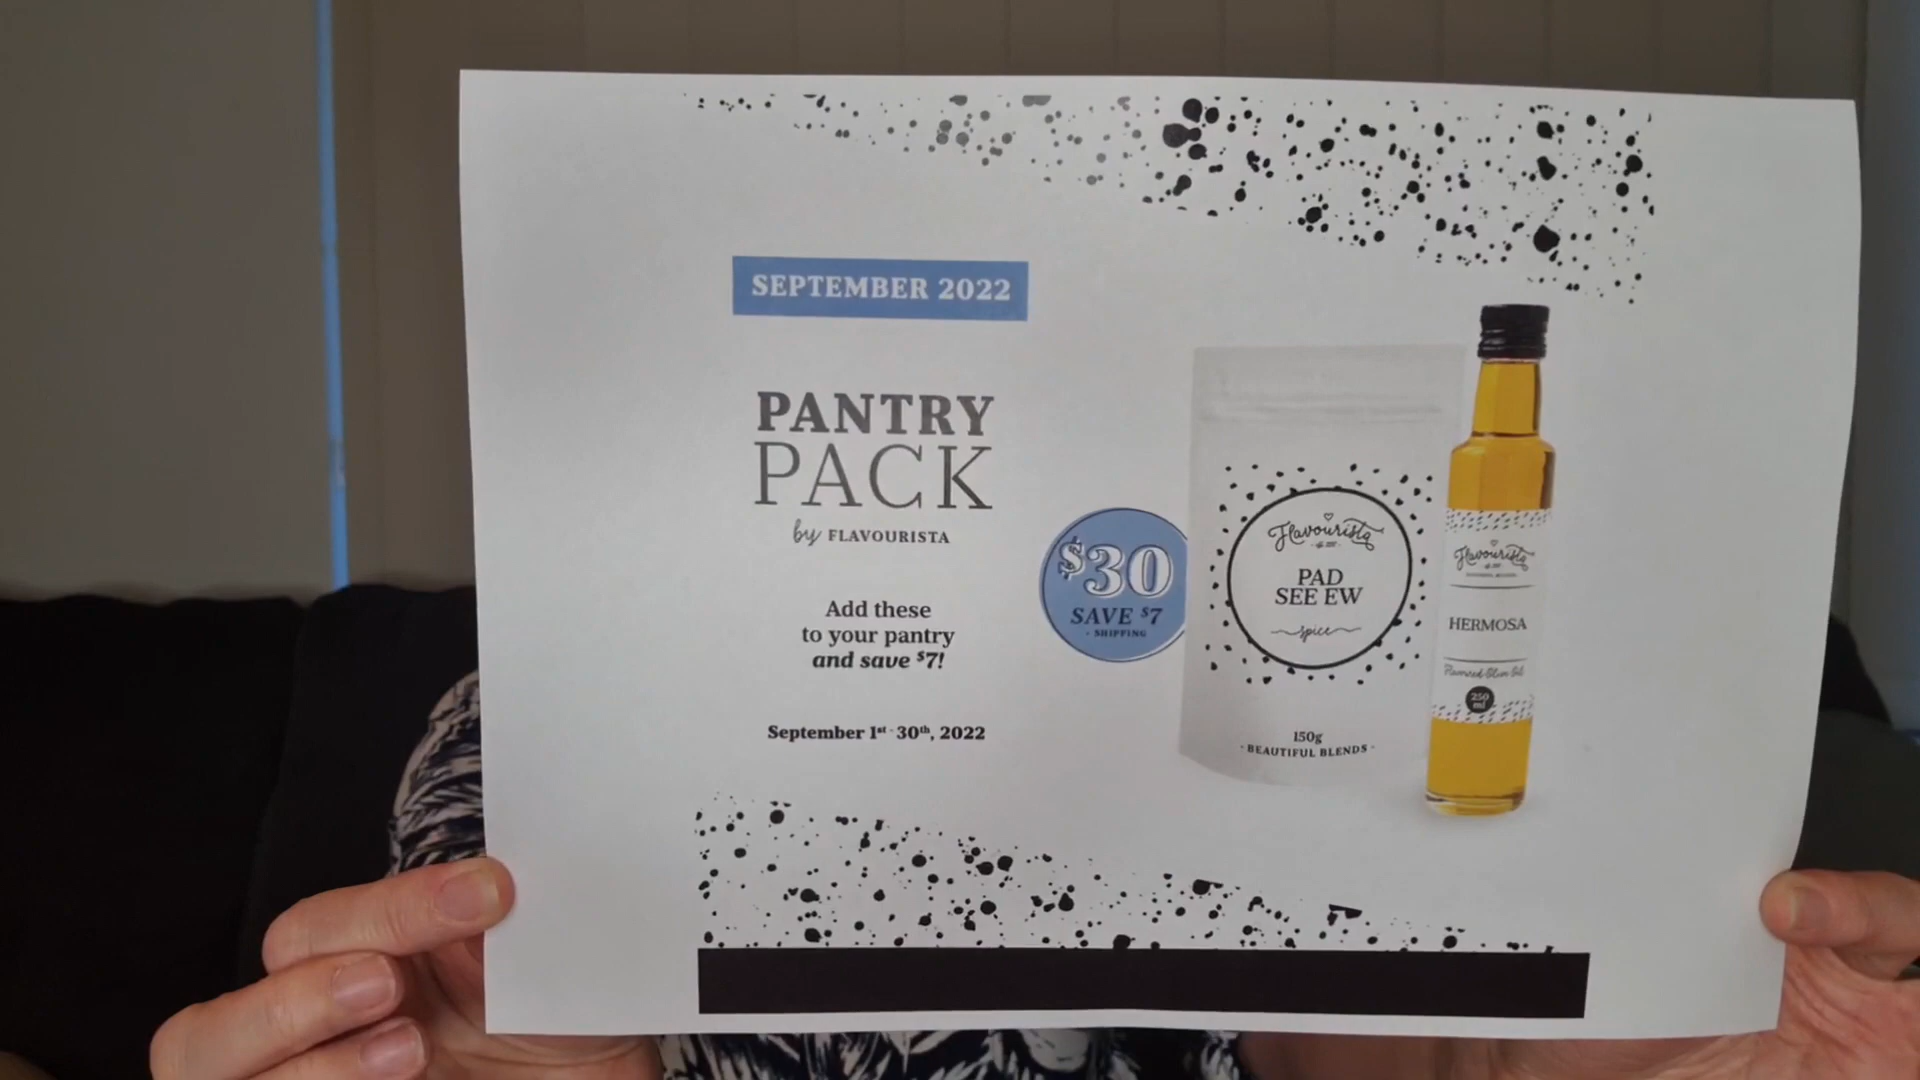 SEPTEMBER 2022
PANTRY
PACK
by FLAVOURISTA
Add these
to your pantry
and save $7!
September 1st - 30th, 2022
$30
SAVE $7
+ SHIPPING
Flavourista
PAD
SEE EW
spice
150g
- BEAUTIFUL BLENDS -
Flavourista
HERMOSA
Flavoured Olive Oil
250
ml